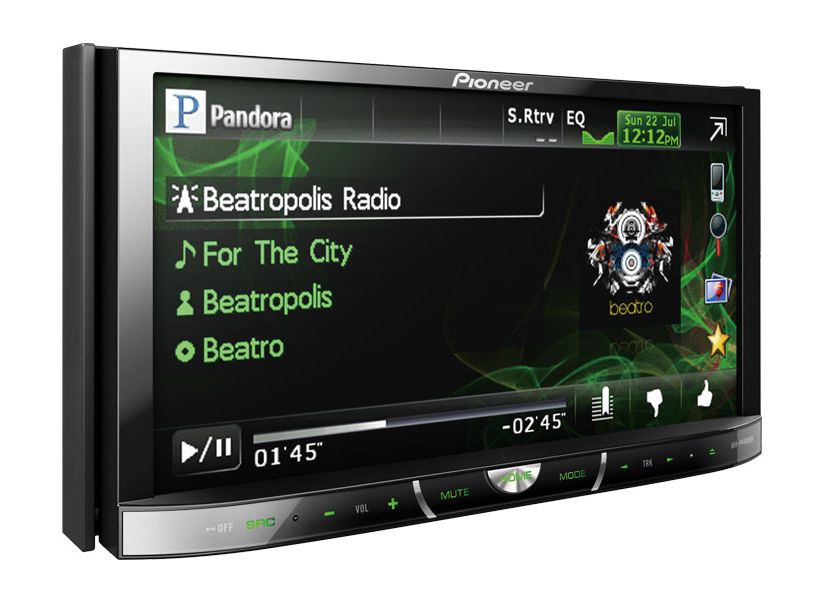 Pioneer
P Pandora
S.Rtrv EQ Sun 22 Jul
12:12PM
Beatropolis Radio
For The City
Beatropolis
Beatro
beatro
01'45" -02'45"
OFF SRC VOL MUTE HOME MODE TRK